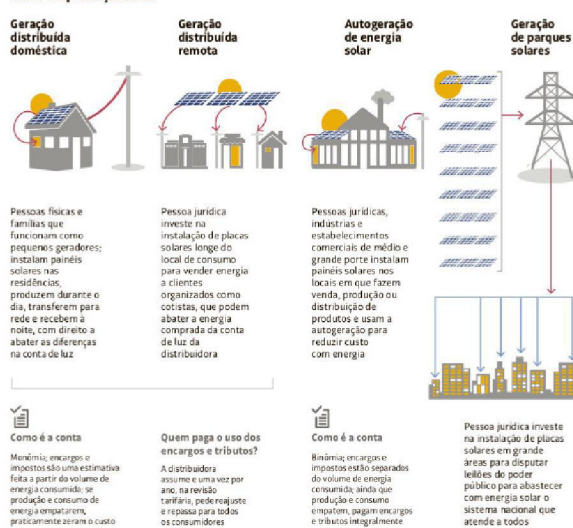 Geração
distribuída
doméstica
Pessoas físicas e
famílias que
funcionam como
pequenos geradores;
instalam painéis
solares nas
residências,
produzem durante o
dia, transferem para
rede e recebem à
noite, com direito a
abater as diferenças
na conta de luz
Geração
distribuída
remota
Pessoa jurídica
investe na
instalação de placas
solares longe do
local de consumo
para vender energia
a clientes
organizados como
cotistas, que podem
abater a energia
comprada da conta
de luz da
distribuidora
Autogeração
de energia
solar
Pessoas jurídicas,
indústrias e
estabelecimentos
comerciais de médio e
grande porte instalam
painéis solares nos
locais em que fazem
venda, produção ou
distribuição de
produtos e usam a
autogeração para
reduzir custo
com energia
Geração
de parques
solares
Pessoa jurídica investe
na instalação de placas
solares em grande
áreas para disputar
leilões do poder
público para abastecer
com energia solar o
sistema nacional que
atende a todos
Como é a conta
Monômia; encargos e
impostos são uma estimativa
feita a partir do volume de
energia consumida; se
produção e consumo de
energia empatarem,
praticamente zeram o custo
Quem paga o uso dos
encargos e tributos?
A distribuidora
assume e uma vez por
ano, na revisão
tarifária, pede reajuste
e repassa para todos
os consumidores
Como é a conta
Binômia; encargos e
impostos estão separados
do volume de energia
consumida; ainda que
produção e consumo
empatem, pagam encargos
e tributos integralmente